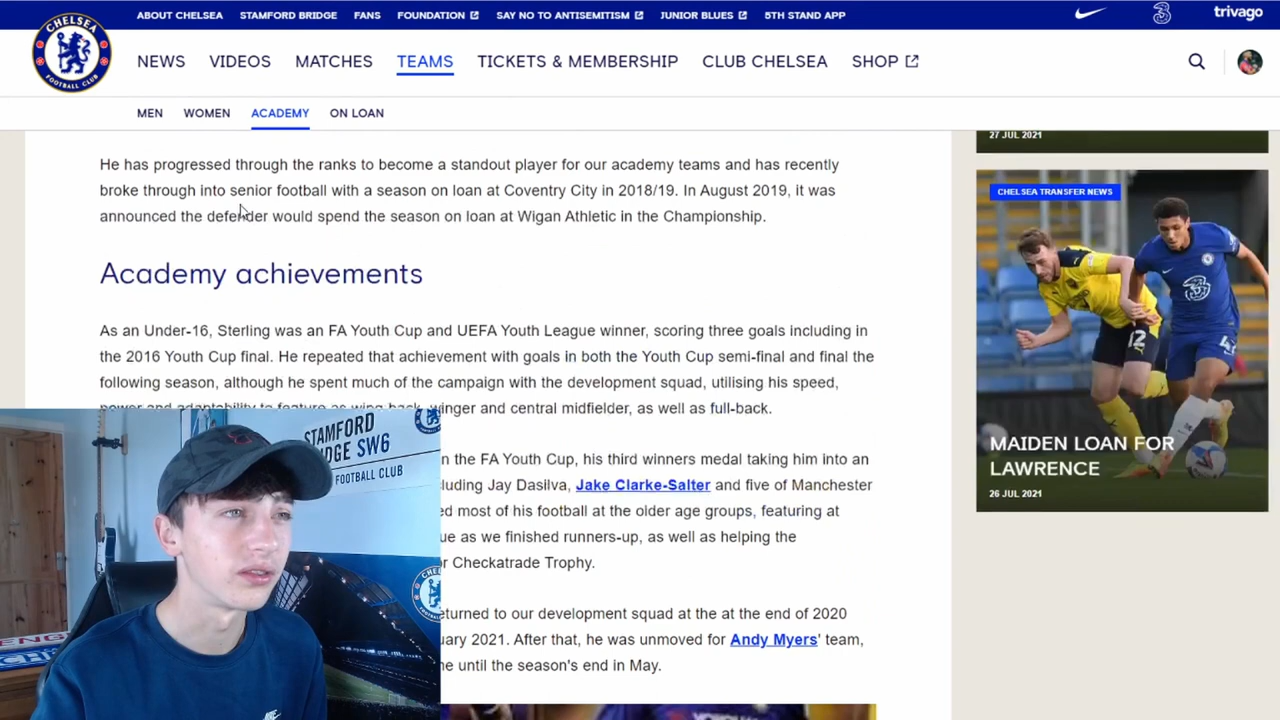 ABOUT CHELSEA STAMFORD BRIDGE FANS FOUNDATION SAY NO TO ANTISEMITISM JUNIOR BLUES 5TH STAND APP
3 trivago
CHELSEA
FOOTBALL CLUB
NEWS VIDEOS MATCHES TEAMS TICKETS & MEMBERSHIP CLUB CHELSEA SHOP
MEN WOMEN ACADEMY ON LOAN
He has progressed through the ranks to become a standout player for our academy teams and has recently
broke through into senior football with a season on loan at Coventry City in 2018/19. In August 2019, it was
announced the defender would spend the season on loan at Wigan Athletic in the Championship.
Academy achievements
As an Under-16, Sterling was an FA Youth Cup and UEFA Youth League winner, scoring three goals including in
the 2016 Youth Cup final. He repeated that achievement with goals in both the Youth Cup semi-final and final the
following season, although he spent much of the campaign with the development squad, utilising his speed,
power and adaptability to feature as wing-back, winger and central midfielder, as well as full-back.
n the FA Youth Cup, his third winners medal taking him into an
cluding Jay Dasilva, Jake Clarke-Salter and five of Manchester
ed most of his football at the older age groups, featuring at
ue as we finished runners-up, as well as helping the
r Checkatrade Trophy.
eturned to our development squad at the at the end of 2020
uary 2021. After that, he was unmoved for Andy Myers' team,
ne until the season's end in May.
27 JUL 2021
CHELSEA TRANSFER NEWS
12
3
MAIDEN LOAN FOR
LAWRENCE
26 JUL 2021
STAMFORD
DGE SW6
FOOTBALL CLUB